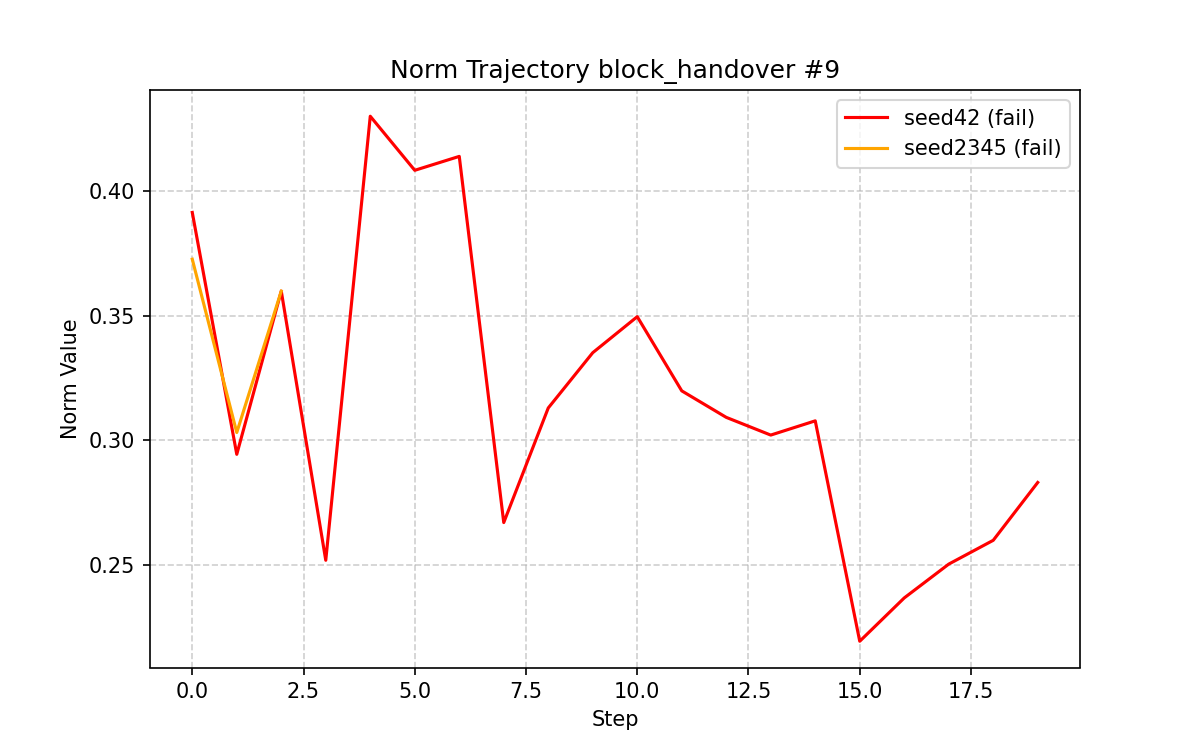 Norm Trajectory block_handover #9
seed42 (fail)
seed2345 (fail)
Norm Value
0.40
0.35
0.30
0.25
0.0 2.5 5.0 7.5 10.0 12.5 15.0 17.5
Step